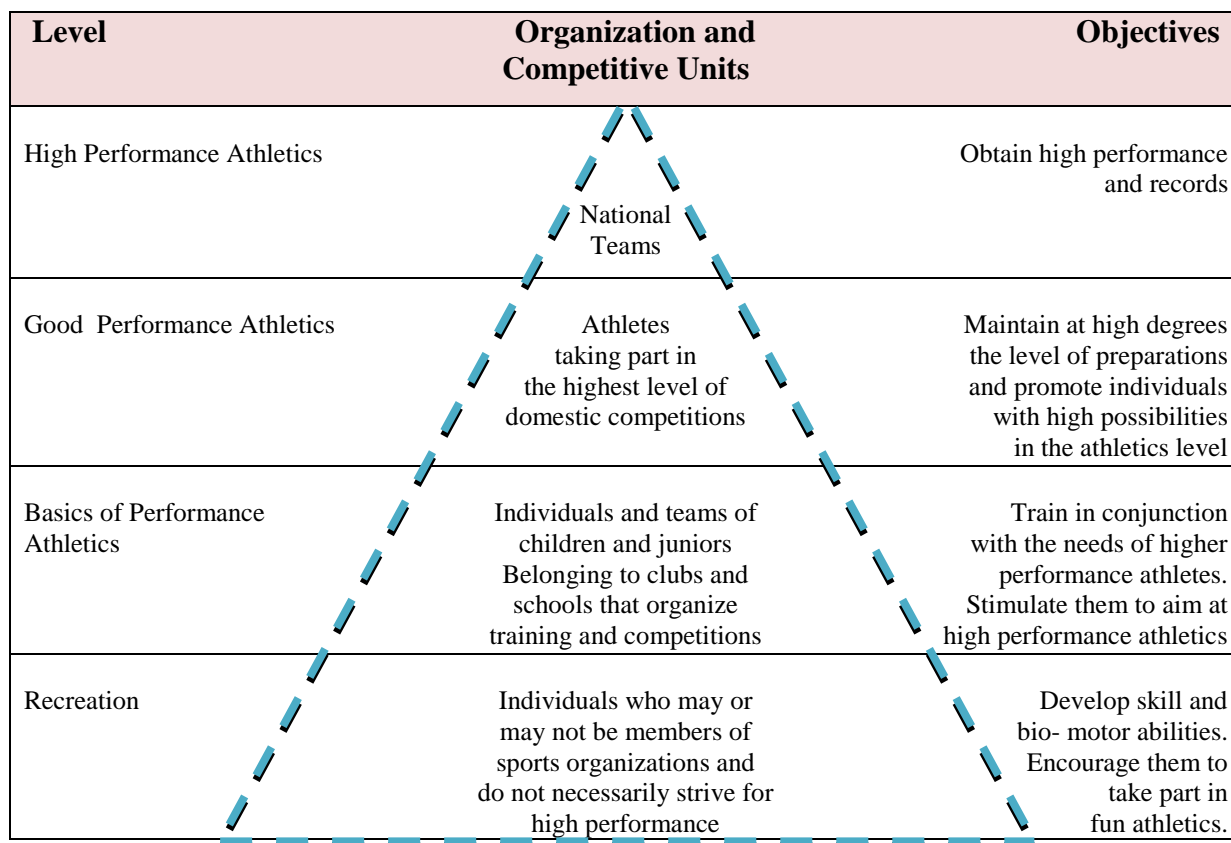 Level
Organization and
Competitive Units
Objectives
High Performance Athletics
National
Teams
Obtain high performance
and records
Good  Performance Athletics
Athletes
taking part in
the highest level of
domestic competitions
Maintain at high degrees
the level of preparations
and promote individuals
with high possibilities
in the athletics level
Basics of Performance
Athletics
Individuals and teams of
children and juniors
Belonging to clubs and
schools that organize
training and competitions
Train in conjunction
with the needs of higher
performance athletes.
Stimulate them to aim at
high performance athletics
Recreation
Individuals who may or
may not be members of
sports organizations and
do not necessarily strive for
high performance
Develop skill and
bio- motor abilities.
Encourage them to
take part in
fun athletics.